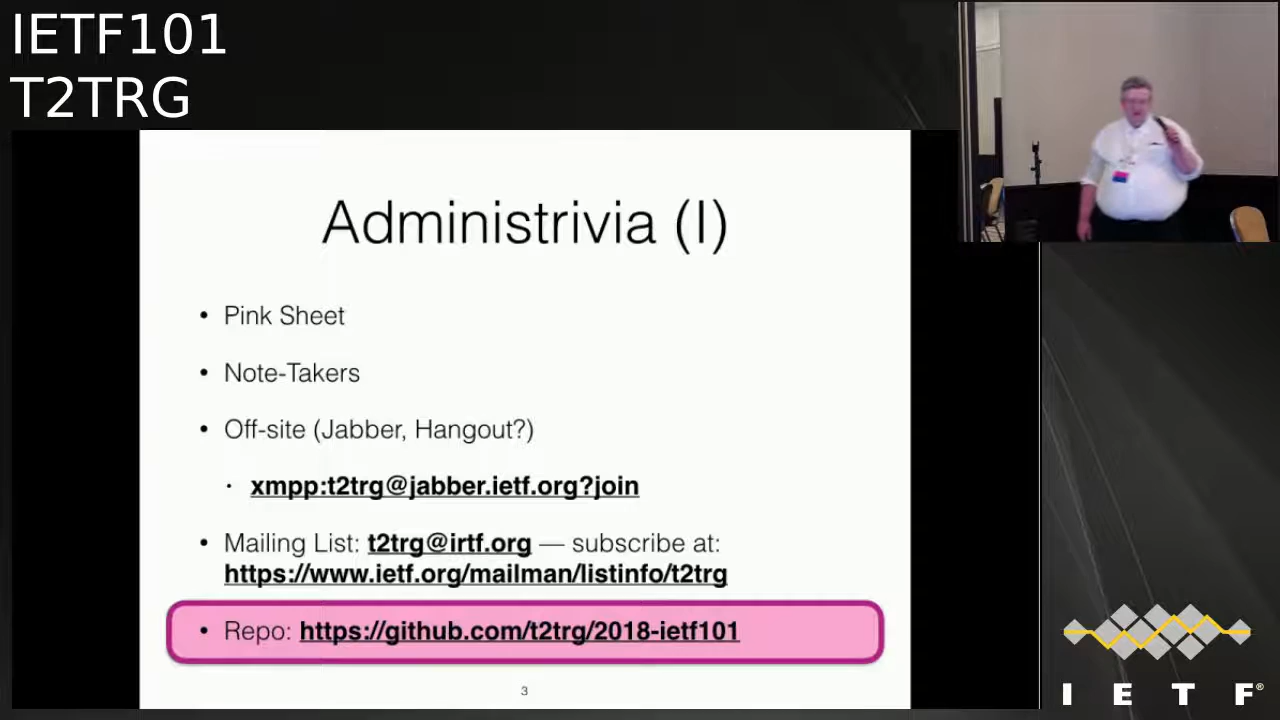 IETF101
T2TRG
Administrivia (I)
• Pink Sheet
• Note-Takers
• Off-site (Jabber, Hangout?)
• xmpp:t2trg@jabber.ietf.org?join
• Mailing List: t2trg@irtf.org — subscribe at:
https://www.ietf.org/mailman/listinfo/t2trg
• Repo: https://github.com/t2trg/2018-ietf101
3
I E T F®